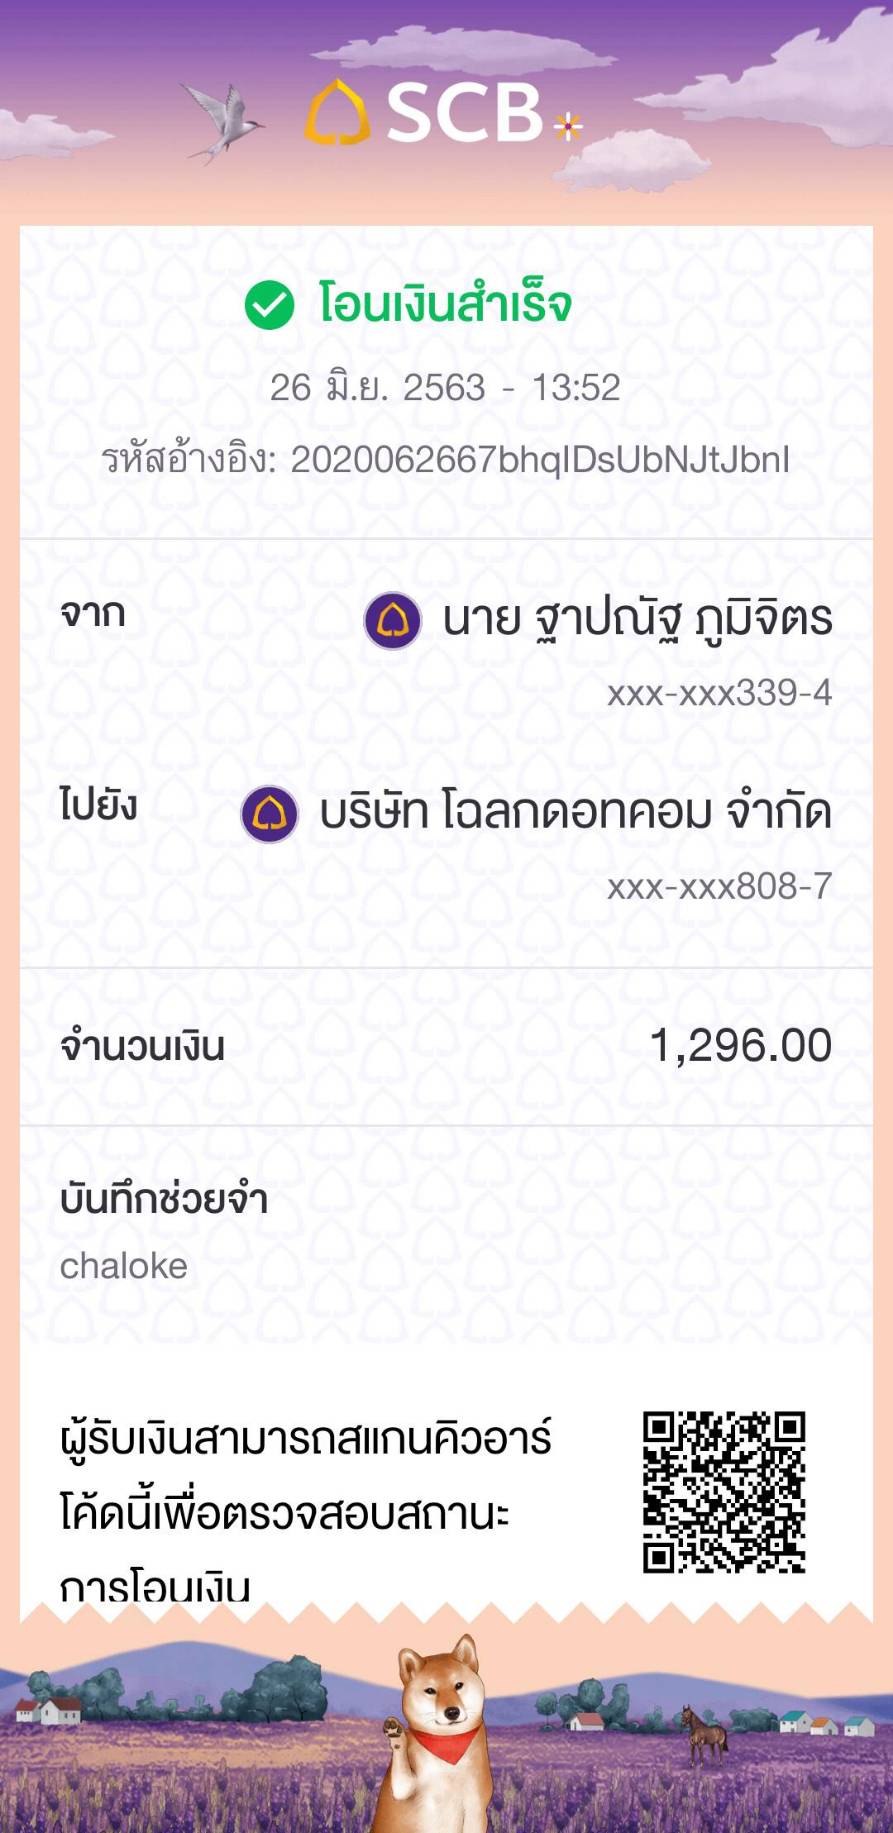 SCB
โอนเงินสำเร็จ
26 มิ.ย. 2563 - 13:52
รหัสอ้างอิง: 2020062667bhqIDsUbNJtJbnI
จาก
นาย ฐาปณัฐ ภูมิจิตร
xxx-xxx339-4
ไปยัง
บริษัท โฉลกดอทคอม จำกัด
xxx-xxx808-7
จำนวนเงิน 1,296.00
บันทึกช่วยจำ
chaloke
ผู้รับเงินสามารถสแกนคิวอาร์
โค้ดนี้เพื่อตรวจสอบสถานะ
การโอนเงิน